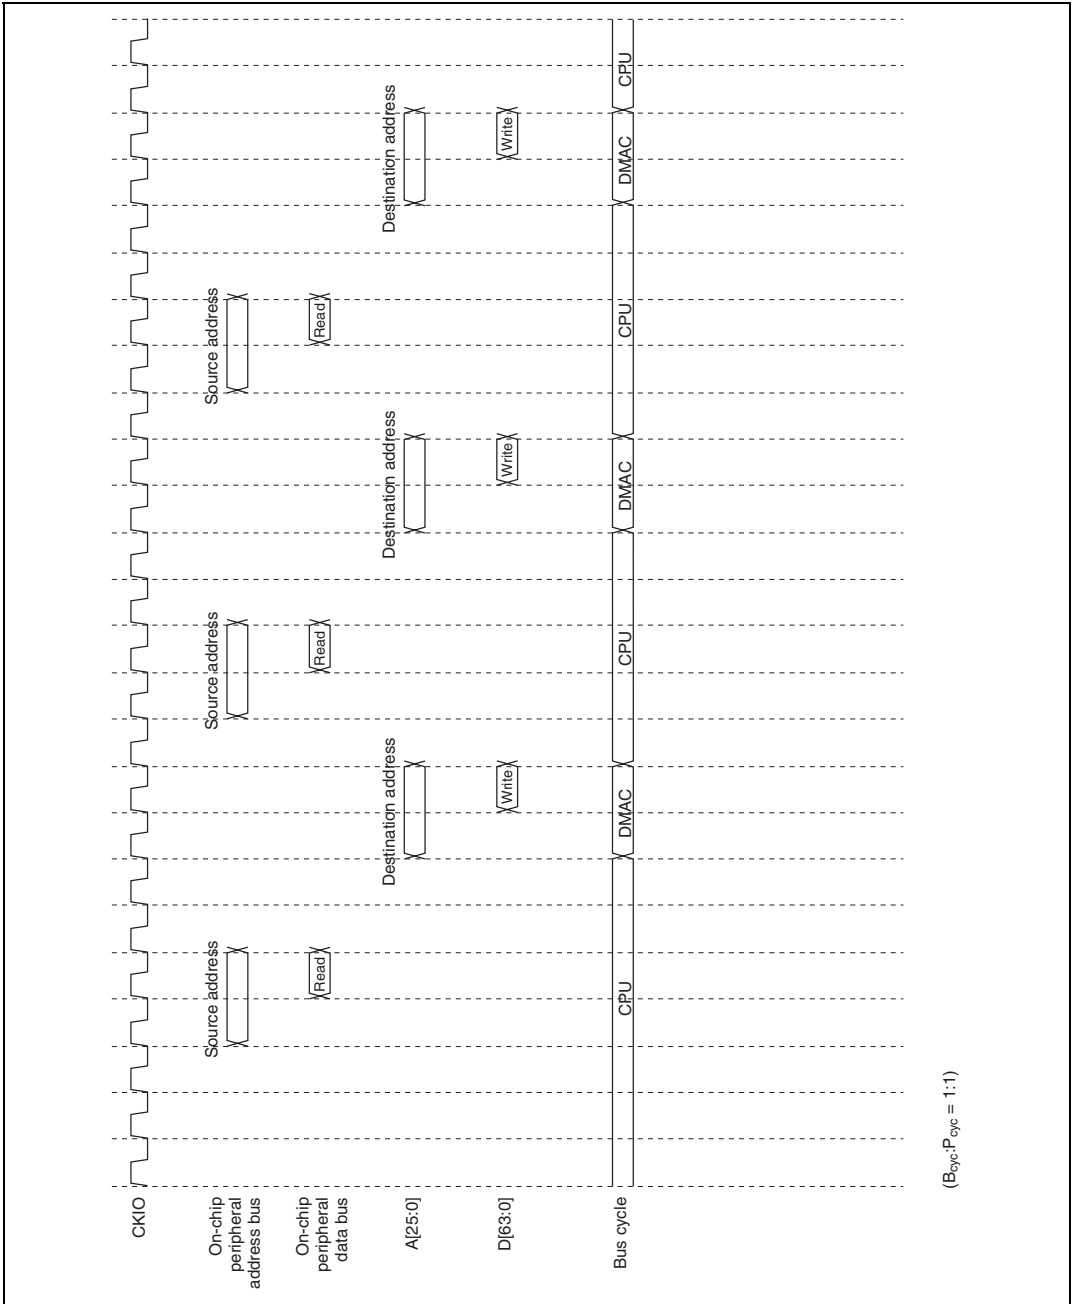 CKIO
On-chip
peripheral
address bus
Source address
Source address
Source address
On-chip
peripheral
data bus
Read
Read
Read
A[25:0]
Destination address
Destination address
Destination address
D[63:0]
Write
Write
Write
Bus cycle
CPU
DMAC
CPU
DMAC
CPU
DMAC
CPU
(Bcyc:Pcyc = 1:1)